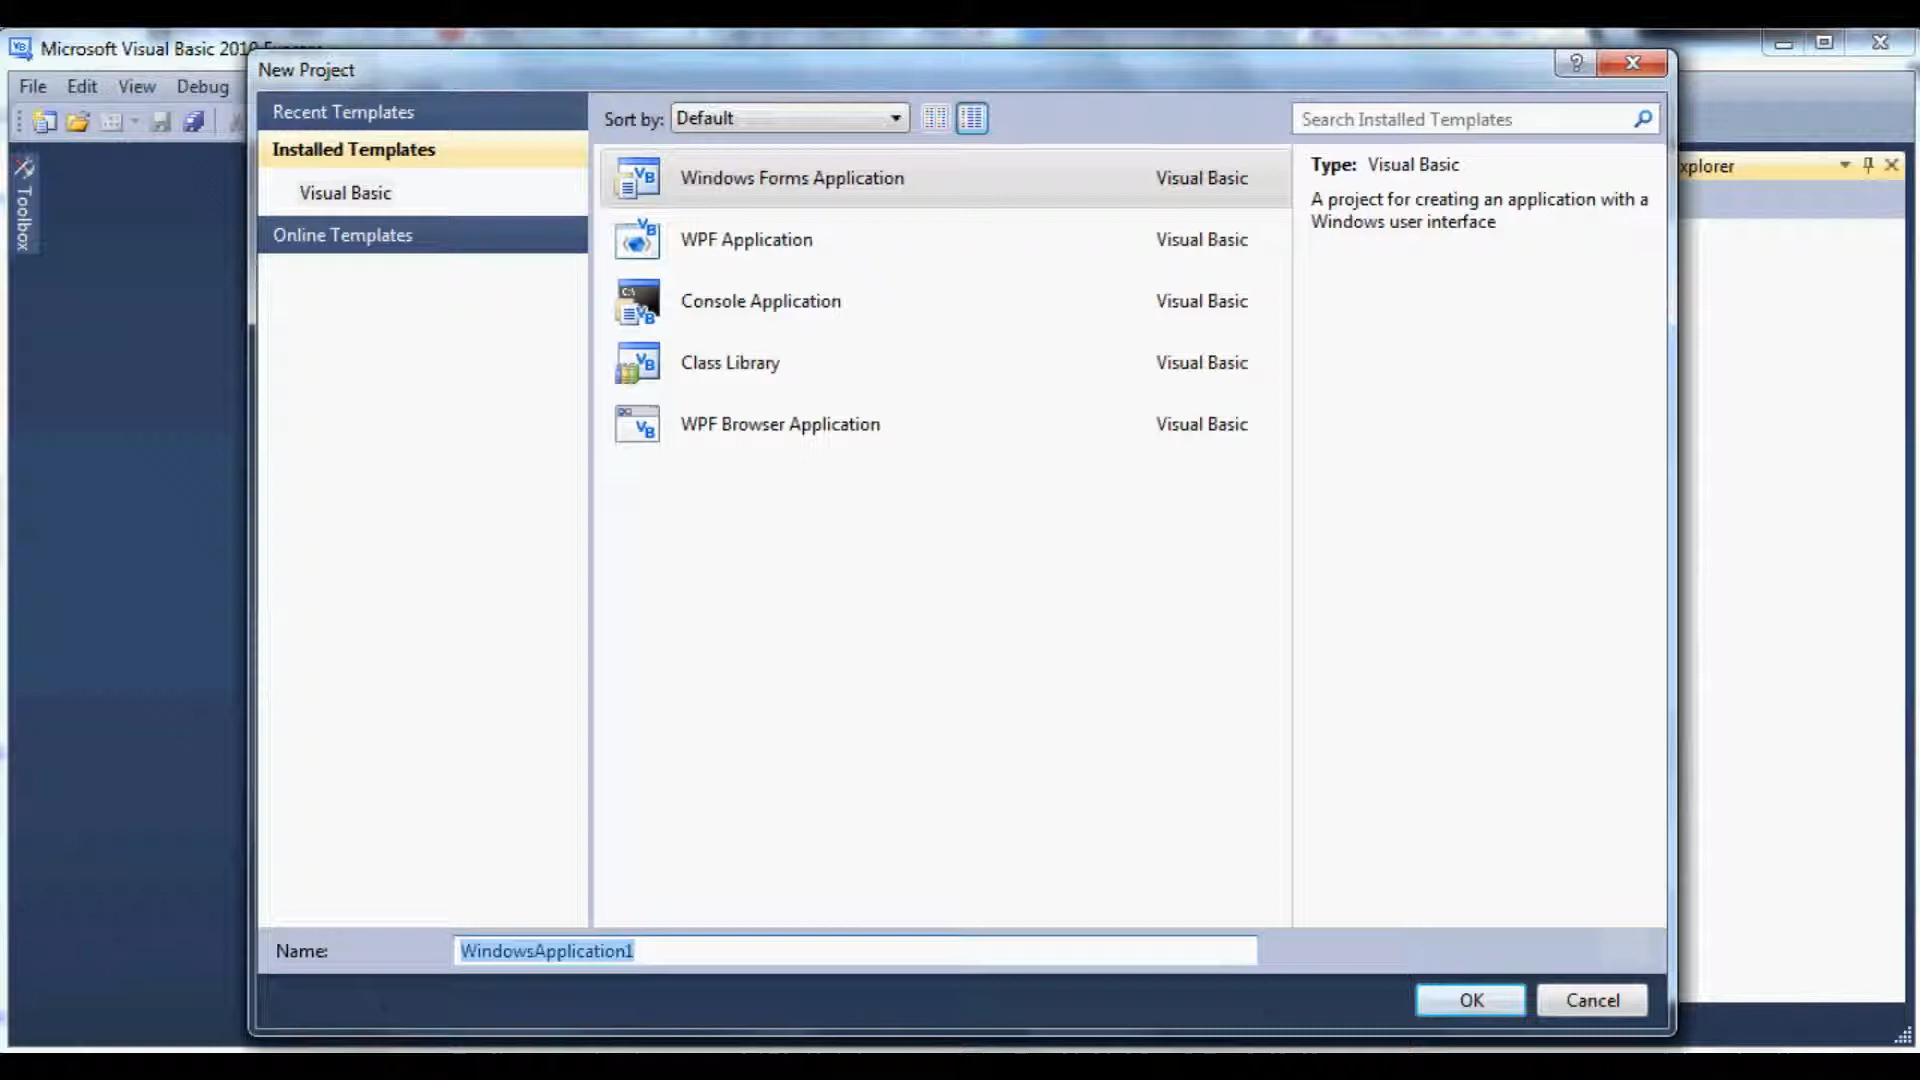 Microsoft Visual Basic 2010 Express
New Project
File Edit View Debug
Recent Templates
Installed Templates
Visual Basic
Online Templates
Sort by: Default
Search Installed Templates
Windows Forms Application Visual Basic
WPF Application Visual Basic
Console Application Visual Basic
Class Library Visual Basic
WPF Browser Application Visual Basic
Type: Visual Basic
A project for creating an application with a
Windows user interface
xplorer
Toolbox
Name: WindowsApplication1
OK Cancel